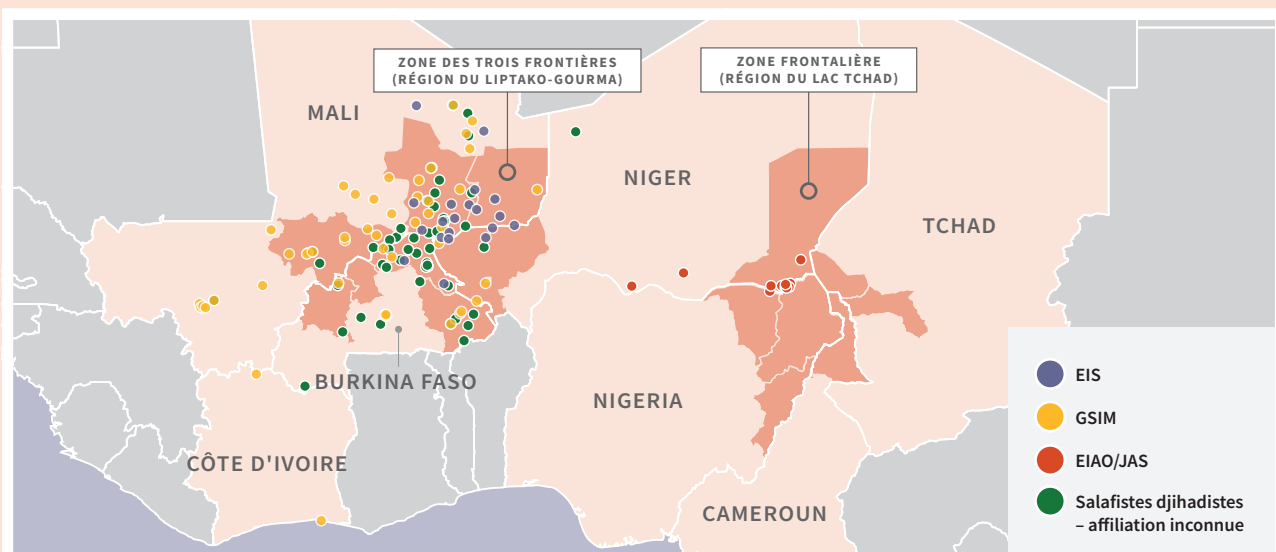 ZONE DES TROIS FRONTIÈRES
(RÉGION DU LIPTAKO-GOURMA)
ZONE FRONTALIÈRE
(RÉGION DU LAC TCHAD)
MALI
NIGER
TCHAD
BURKINA FASO
NIGERIA
CÔTE D'IVOIRE
CAMEROUN
EIS
GSIM
EIAO/JAS
Salafistes djihadistes
– affiliation inconnue